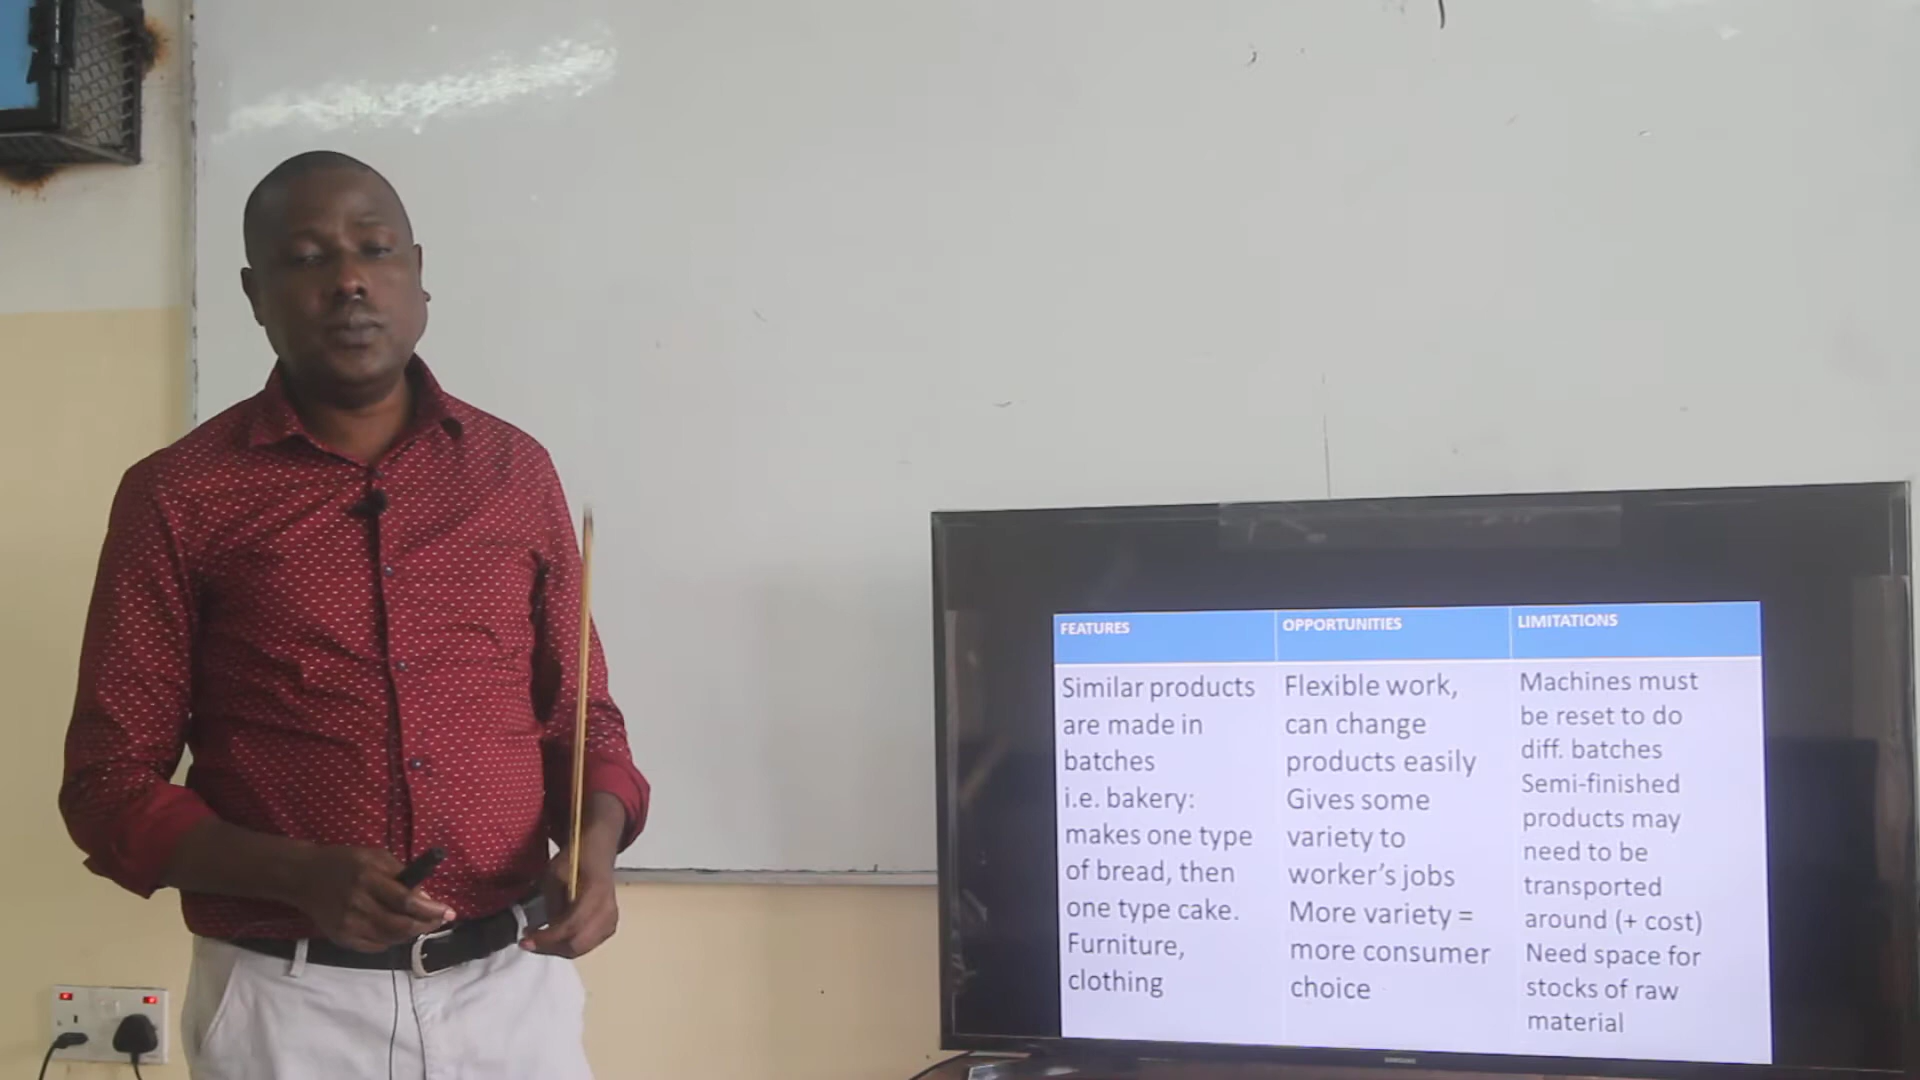 FEATURES
Similar products
are made in
batches
i.e. bakery:
makes one type
of bread, then
one type cake.
Furniture,
clothing
OPPORTUNITIES
Flexible work,
can change
products easily
Gives some
variety to
worker's jobs
More variety =
more consumer
choice
LIMITATIONS
Machines must
be reset to do
diff. batches
Semi-finished
products may
need to be
transported
around (+ cost)
Need space for
stocks of raw
material
SAMSUNG